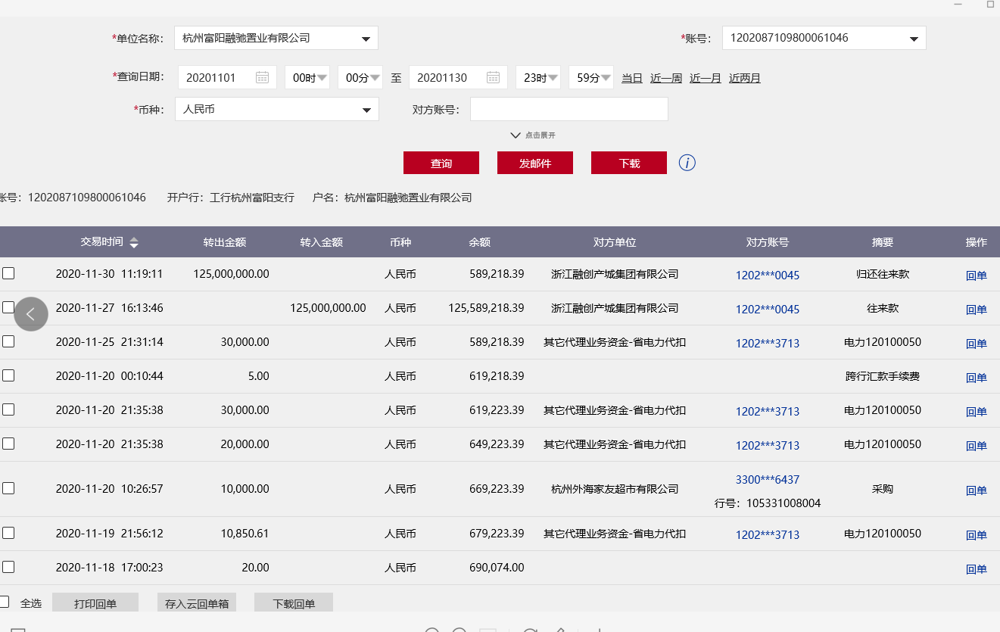 *单位名称: 杭州富阳融驰置业有限公司 *账号: 1202087109800061046
*查询日期: 20201101 00时 00分 至 20201130 23时 59分 当日 近一周 近一月 近两月
*币种: 人民币 对方账号:
点击展开
查询 发邮件 下载 i
账号: 1202087109800061046 开户行: 工行杭州富阳支行 户名: 杭州富阳融驰置业有限公司
交易时间 转出金额 转入金额 币种 余额 对方单位 对方账号 摘要 操作
2020-11-30 11:19:11 125,000,000.00 人民币 589,218.39 浙江融创产城集团有限公司 1202***0045 归还往来款 回单
2020-11-27 16:13:46 125,000,000.00 人民币 125,589,218.39 浙江融创产城集团有限公司 1202***0045 往来款 回单
2020-11-25 21:31:14 30,000.00 人民币 589,218.39 其它代理业务资金-省电力代扣 1202***3713 电力120100050 回单
2020-11-20 00:10:44 5.00 人民币 619,218.39 跨行汇款手续费 回单
2020-11-20 21:35:38 30,000.00 人民币 619,223.39 其它代理业务资金-省电力代扣 1202***3713 电力120100050 回单
2020-11-20 21:35:38 20,000.00 人民币 649,223.39 其它代理业务资金-省电力代扣 1202***3713 电力120100050 回单
2020-11-20 10:26:57 10,000.00 人民币 669,223.39 杭州外海家友超市有限公司 3300***6437 采购 回单
行号: 105331008004
2020-11-19 21:56:12 10,850.61 人民币 679,223.39 其它代理业务资金-省电力代扣 1202***3713 电力120100050 回单
2020-11-18 17:00:23 20.00 人民币 690,074.00 回单
全选 打印回单 存入云回单箱 下载回单